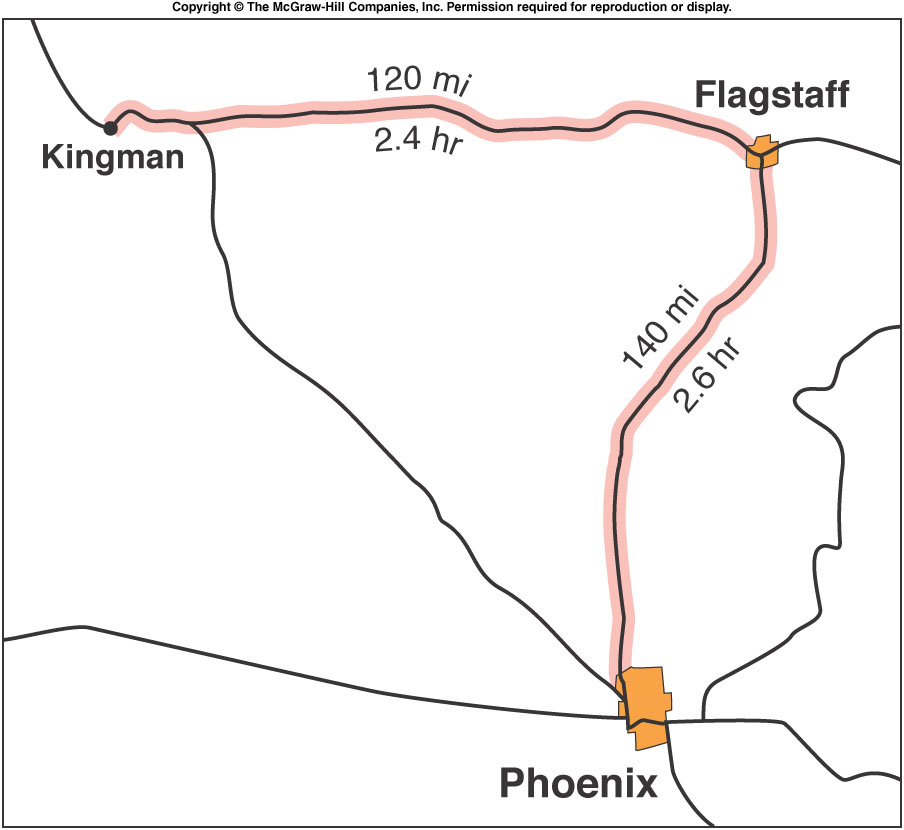 Copyright © The McGraw-Hill Companies, Inc. Permission required for reproduction or display.
120 mi
Flagstaff
2.4 hr
Kingman
140 mi
2.6 hr
Phoenix